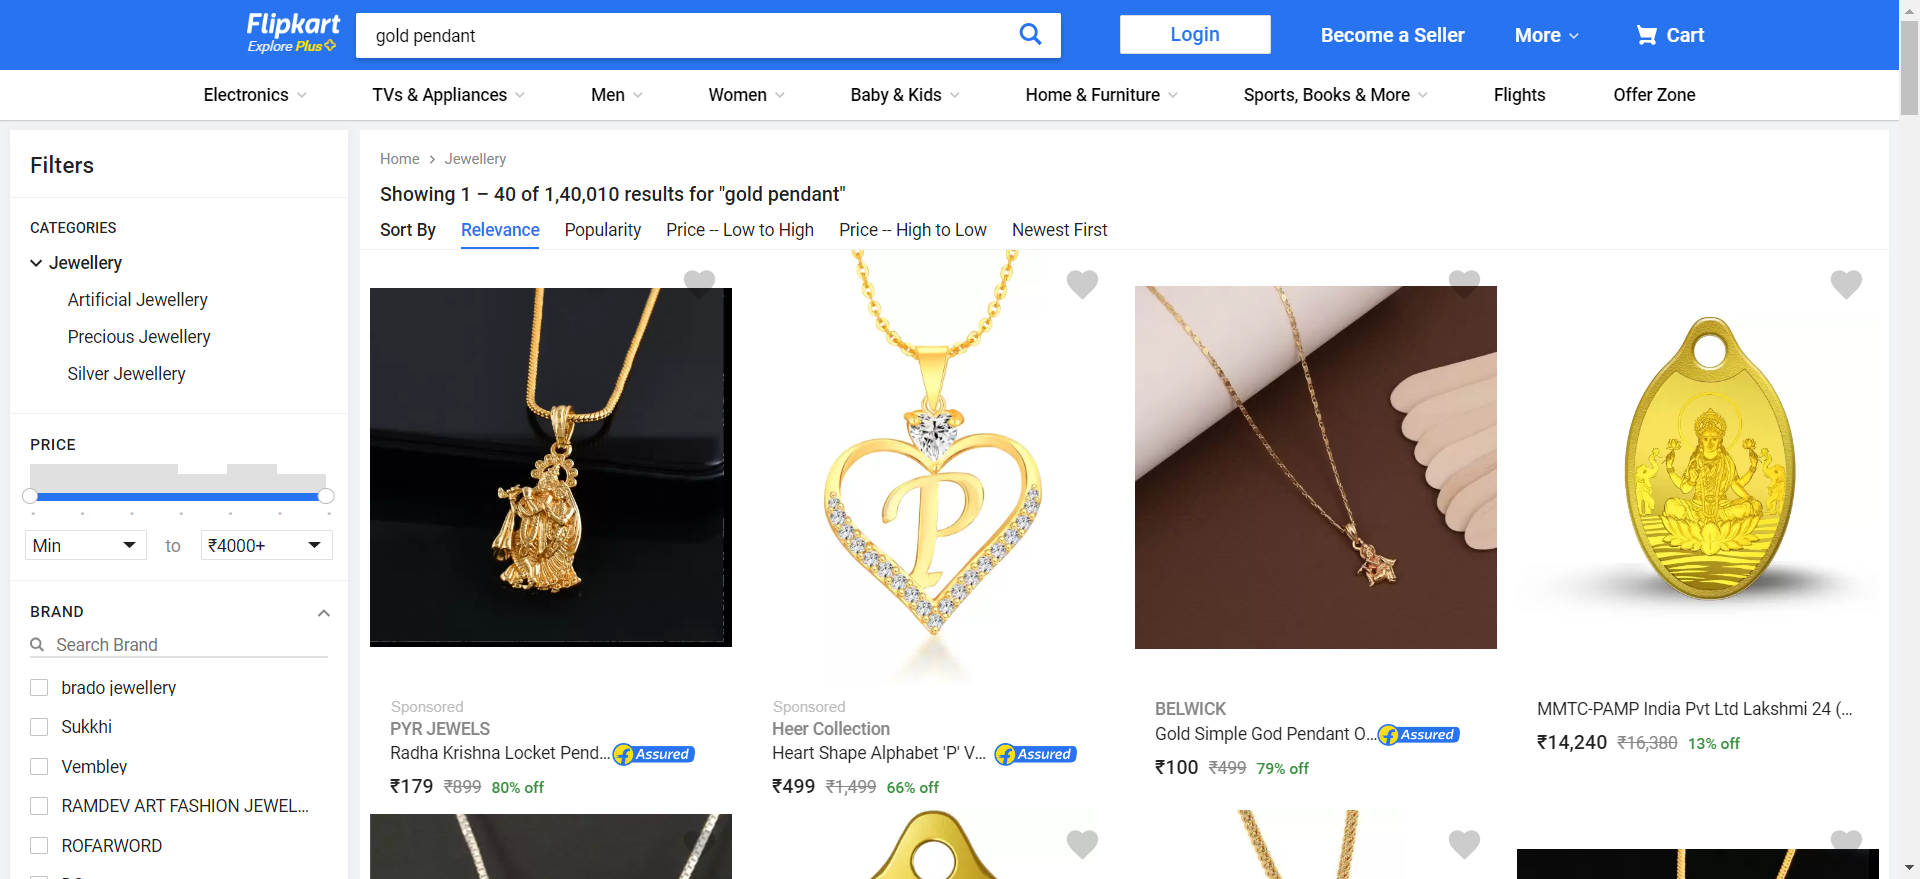 Flipkart
Explore Plus
gold pendant
Login
Become a Seller
More
Cart
Electronics
TVs & Appliances
Men
Women
Baby & Kids
Home & Furniture
Sports, Books & More
Flights
Offer Zone
Filters
CATEGORIES
Jewellery
Artificial Jewellery
Precious Jewellery
Silver Jewellery
PRICE
Min
to
₹4000+
BRAND
Search Brand
brado jewellery
Sukkhi
Vembley
RAMDEV ART FASHION JEWEL...
ROFARWORD
Home
Jewellery
Showing 1 – 40 of 1,40,010 results for "gold pendant"
Sort By
Relevance
Popularity
Price -- Low to High
Price -- High to Low
Newest First
Sponsored
PYR JEWELS
Radha Krishna Locket Pend...
Assured
₹179 ₹899 80% off
P
Sponsored
Heer Collection
Heart Shape Alphabet 'P' V...
Assured
₹499 ₹1,499 66% off
BELWICK
Gold Simple God Pendant O...
Assured
₹100 ₹499 79% off
MMTC-PAMP India Pvt Ltd Lakshmi 24 (...
₹14,240 ₹16,380 13% off